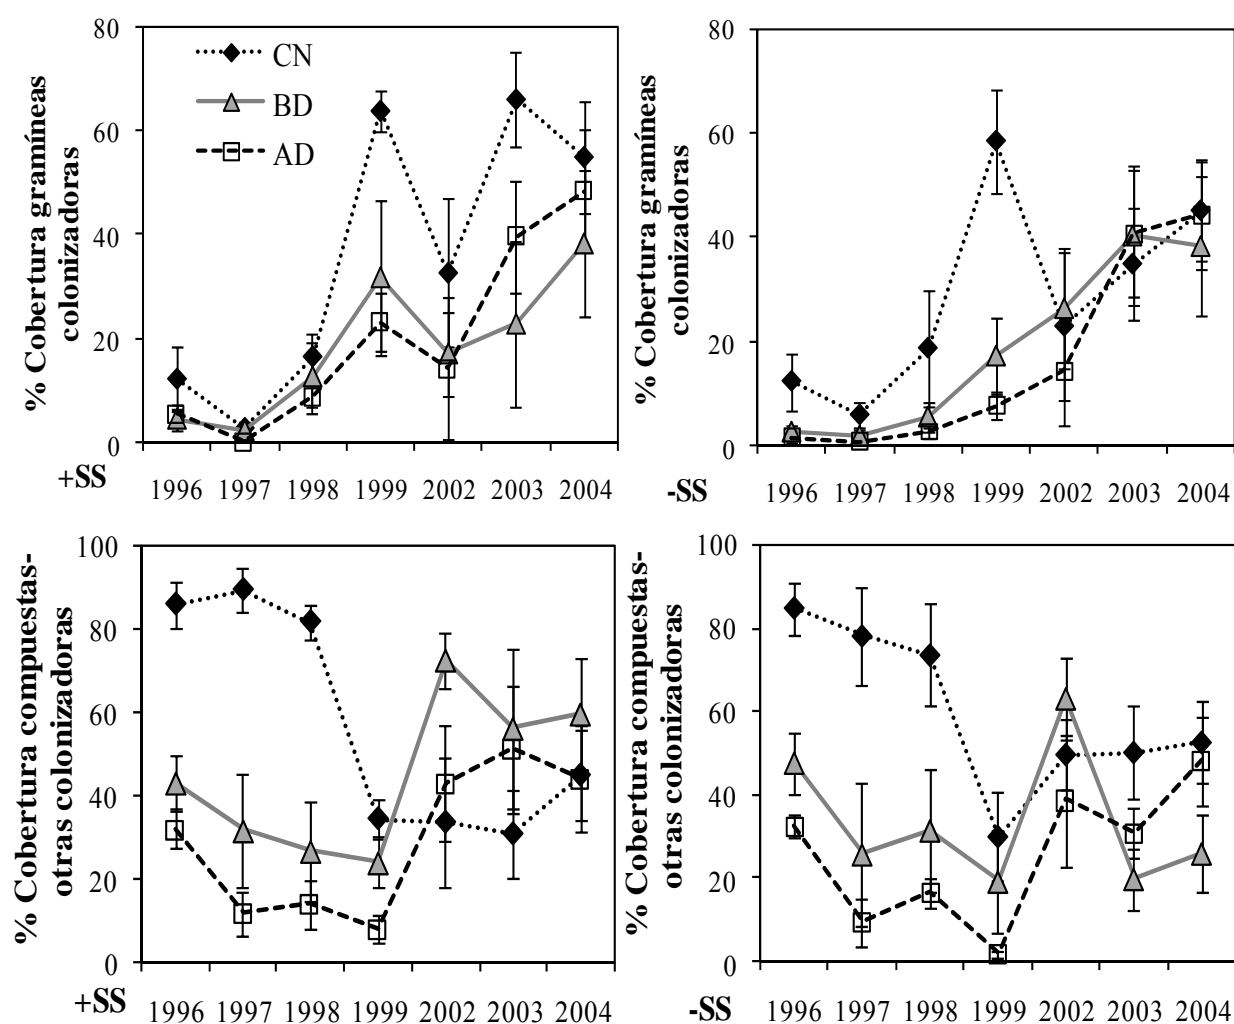 % Cobertura gramíneas
colonizadoras
80
60
40
20
0
CN
BD
AD
+SS
1996 1997 1998 1999 2002 2003 2004
% Cobertura gramíneas
colonizadoras
80
60
40
20
0
-SS
1996 1997 1998 1999 2002 2003 2004
% Cobertura compuestas-
otras colonizadoras
100
80
60
40
20
0
+SS
1996 1997 1998 1999 2002 2003 2004
% Cobertura compuestas-
otras colonizadoras
100
80
60
40
20
0
-SS
1996 1997 1998 1999 2002 2003 2004